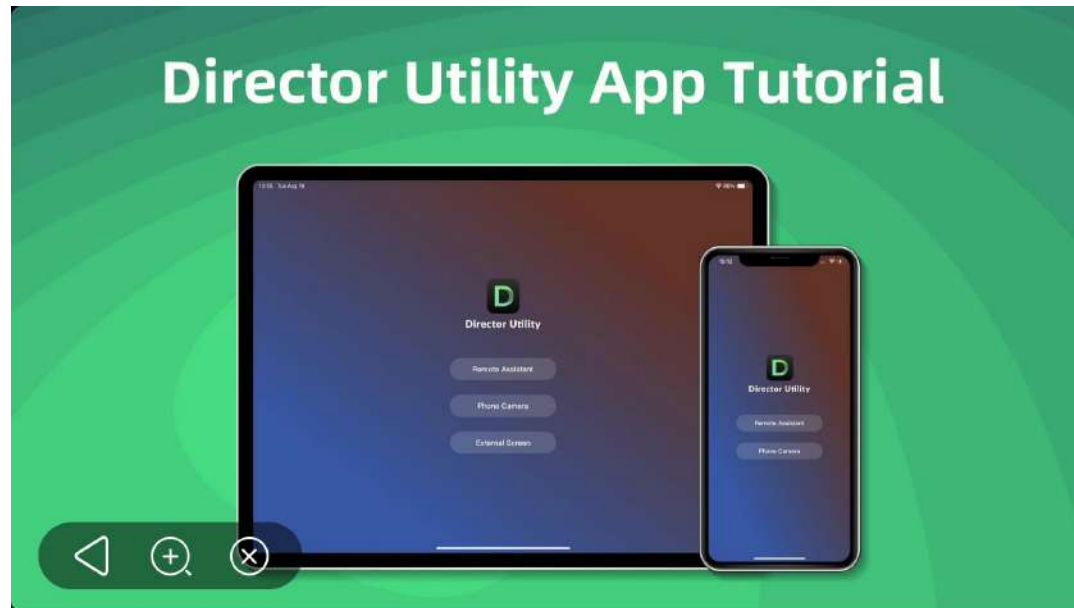 Director Utility App Tutorial
D
Director Utility
Remote Assistant
Phone Camera
External Screen
D
Director Utility
Remote Assistant
Phone Camera